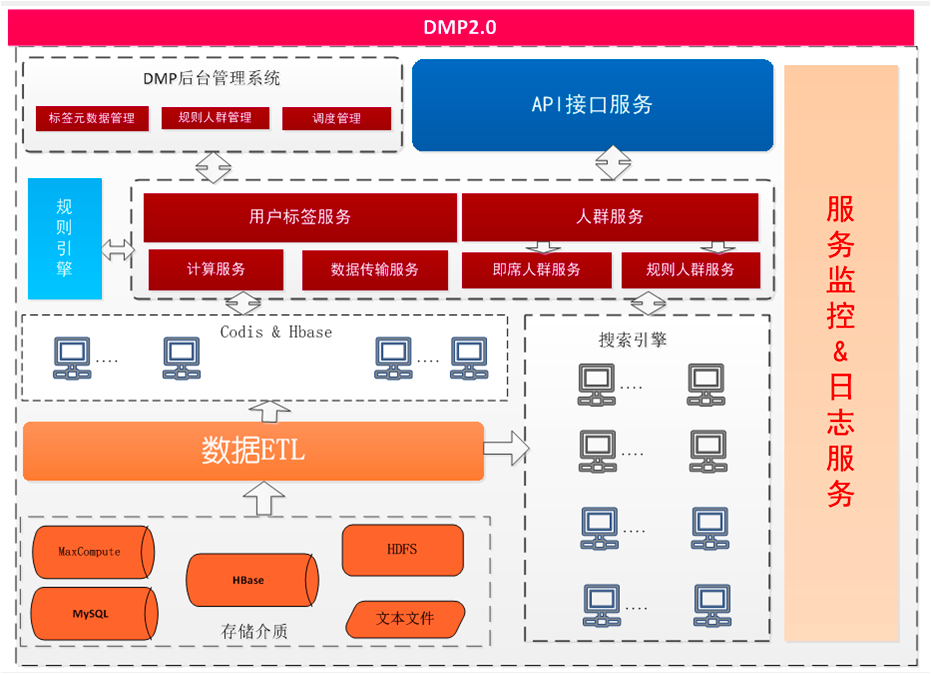 DMP2.0
DMP后台管理系统
标签元数据管理
规则人群管理
调度管理
API接口服务
规则引擎
用户标签服务
人群服务
计算服务
数据传输服务
即席人群服务
规则人群服务
Codis & Hbase
....
....
搜索引擎
....
....
....
....
数据ETL
MaxCompute
HBase
HDFS
MySQL
文本文件
存储介质
服务监控&日志服务